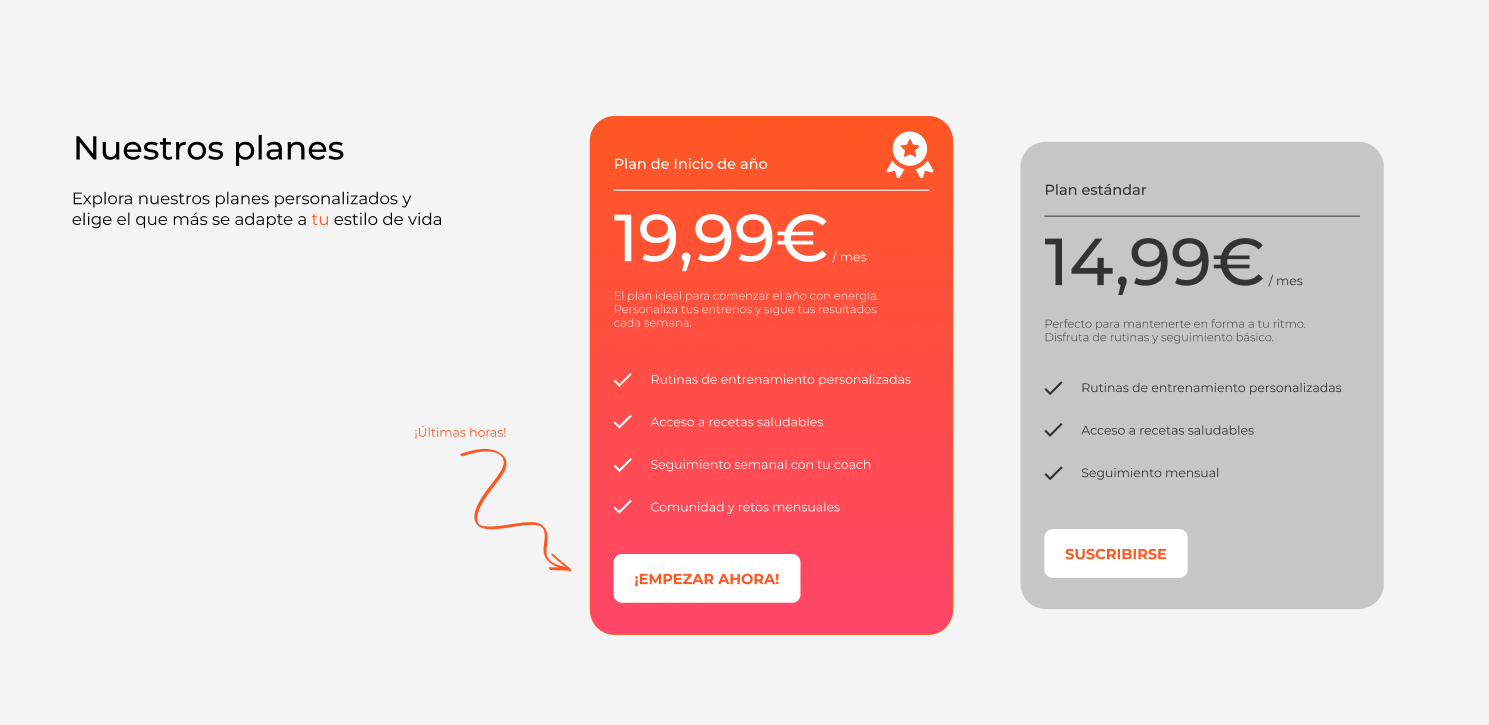 Nuestros planes
Explora nuestros planes personalizados y
elige el que más se adapte a tu estilo de vida
¡Últimas horas!
Plan de Inicio de año
19,99€ / mes
El plan ideal para comenzar el año con energía.
Personaliza tus entrenos y sigue tus resultados
cada semana.
Rutinas de entrenamiento personalizadas
Acceso a recetas saludables
Seguimiento semanal con tu coach
Comunidad y retos mensuales
¡EMPEZAR AHORA!
Plan estándar
14,99€ / mes
Perfecto para mantenerte en forma a tu ritmo.
Disfruta de rutinas y seguimiento básico.
Rutinas de entrenamiento personalizadas
Acceso a recetas saludables
Seguimiento mensual
SUSCRIBIRSE